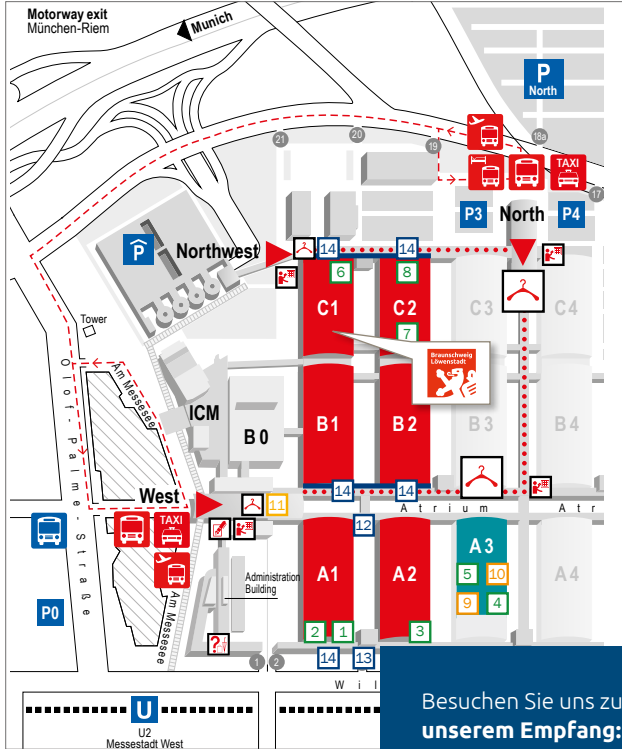 Motorway exit
München-Riem
Munich
P
North
18a
21
20
19
17
TAXI
P3
North
P4
P
Northwest
14
14
6
8
C1
C2
C3
C4
7
Tower
Braunschweig
Löwenstadt
Am Messesee
ICM
B0
B1
B2
B3
B4
Olof-Palme-Straße
West
11
14
14
Atrium
Atr
TAXI
12
A1
A2
A3
A4
5
10
9
4
Administration
Building
P0
Am Messesee
2
1
3
?
1
2
14
13
Wil
U
U2
Messestadt West
Besuchen Sie uns zu
unserem Empfang: